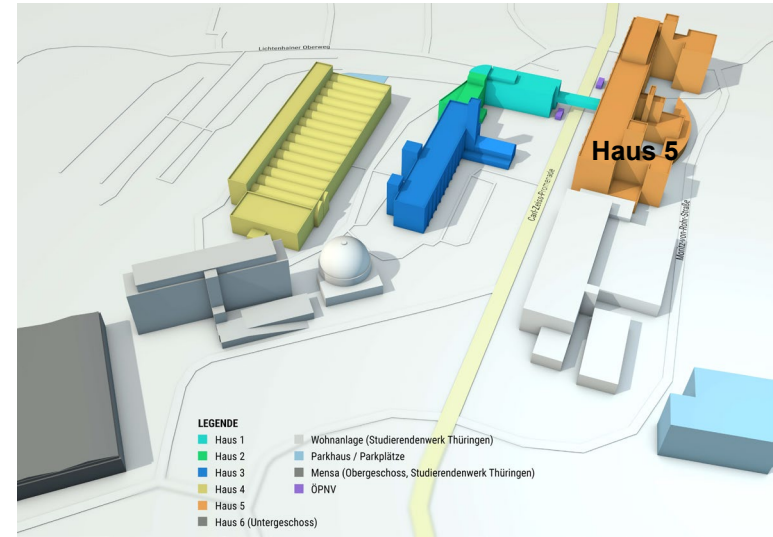 Lichtenhainer Oberweg
Haus 5
Carl-Zeiss-Promenade
Moritz-von-Rohr-Straße
LEGENDE
Haus 1
Haus 2
Haus 3
Haus 4
Haus 5
Haus 6 (Untergeschoss)
Wohnanlage (Studierendenwerk Thüringen)
Parkhaus / Parkplätze
Mensa (Obergeschoss, Studierendenwerk Thüringen)
ÖPNV